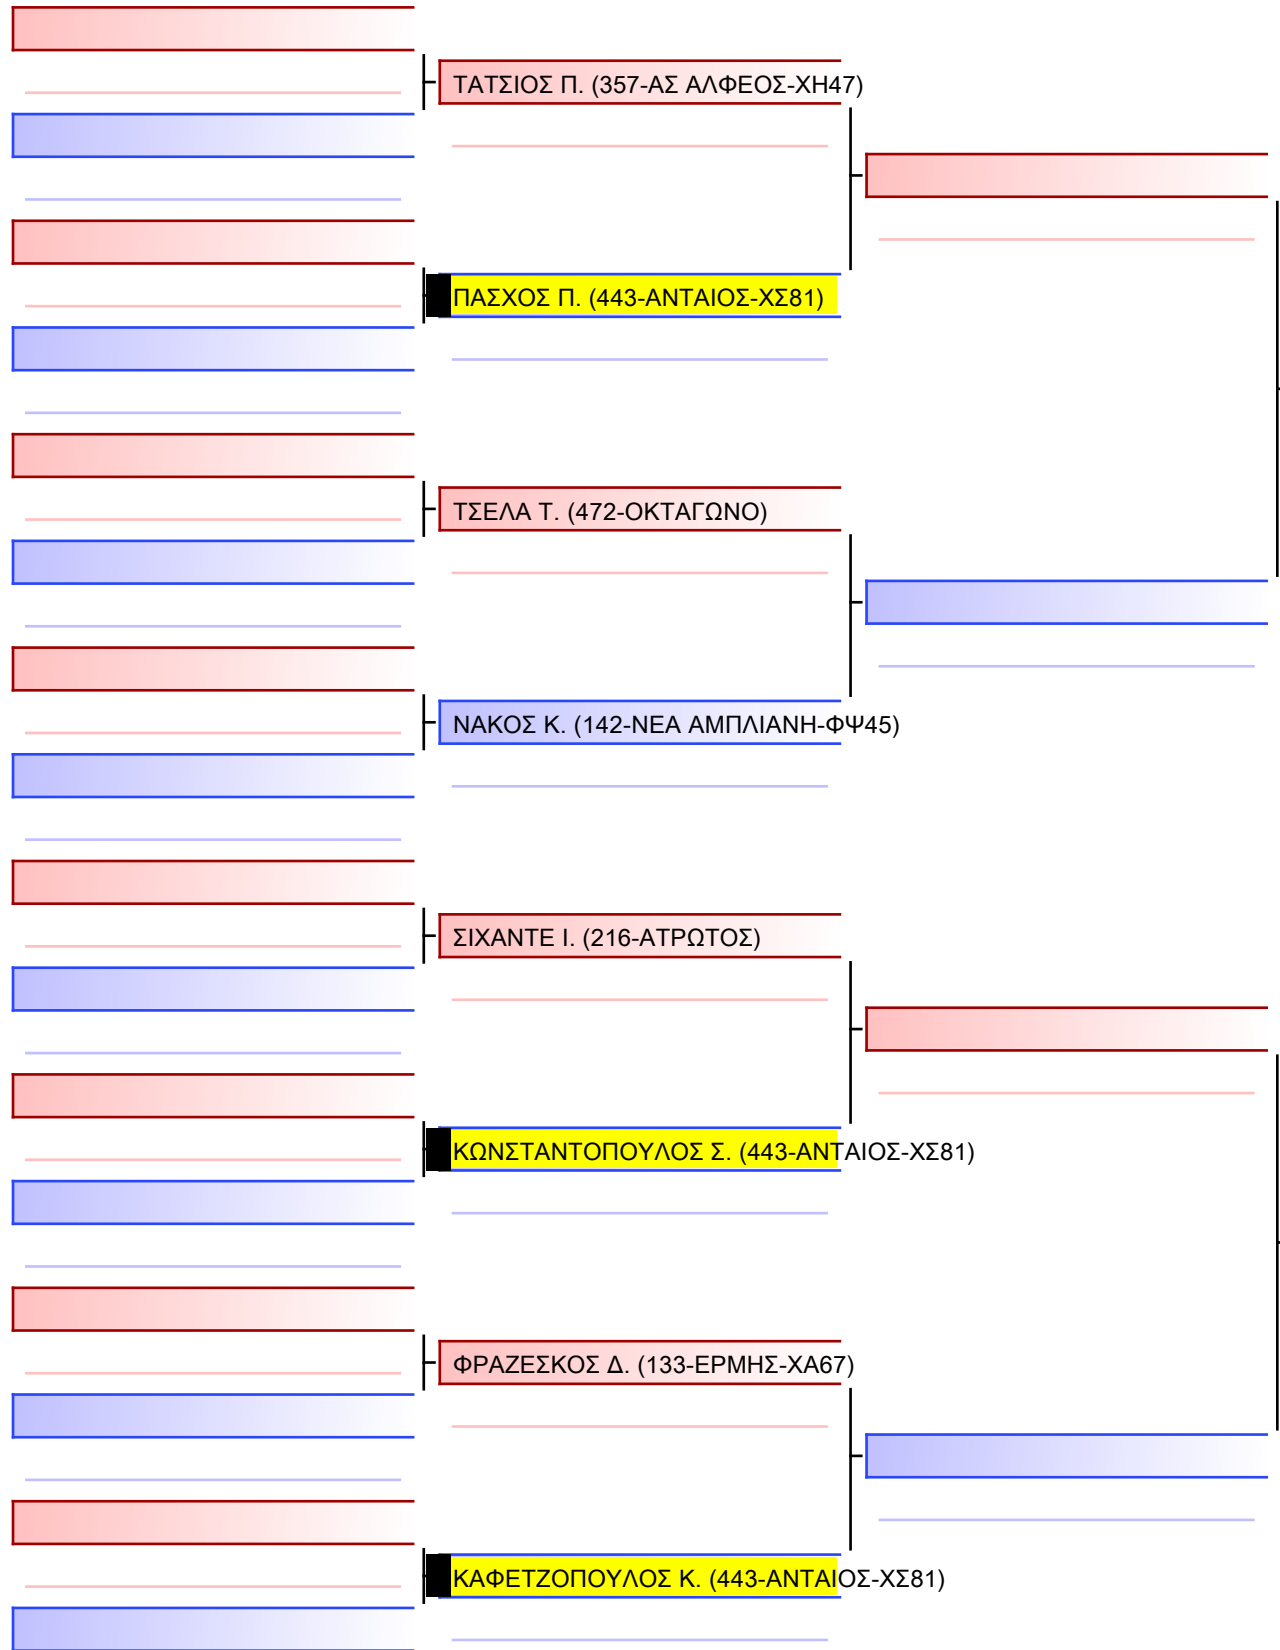 ΤΑΤΣΙΟΣ Π. (357-ΑΣ ΑΛΦΕΟΣ-ΧΗ47)
ΠΑΣΧΟΣ Π. (443-ΑΝΤΑΙΟΣ-ΧΣ81)
ΤΣΕΛΑ Τ. (472-ΟΚΤΑΓΩΝΟ)
ΝΑΚΟΣ Κ. (142-ΝΕΑ ΑΜΠΛΙΑΝΗ-ΦΨ45)
ΣΙΧΑΝΤΕ Ι. (216-ΑΤΡΩΤΟΣ)
ΚΩΝΣΤΑΝΤΟΠΟΥΛΟΣ Σ. (443-ΑΝΤΑΙΟΣ-ΧΣ81)
ΦΡΑΖΕΣΚΟΣ Δ. (133-ΕΡΜΗΣ-ΧΑ67)
ΚΑΦΕΤΖΟΠΟΥΛΟΣ Κ. (443-ΑΝΤΑΙΟΣ-ΧΣ81)